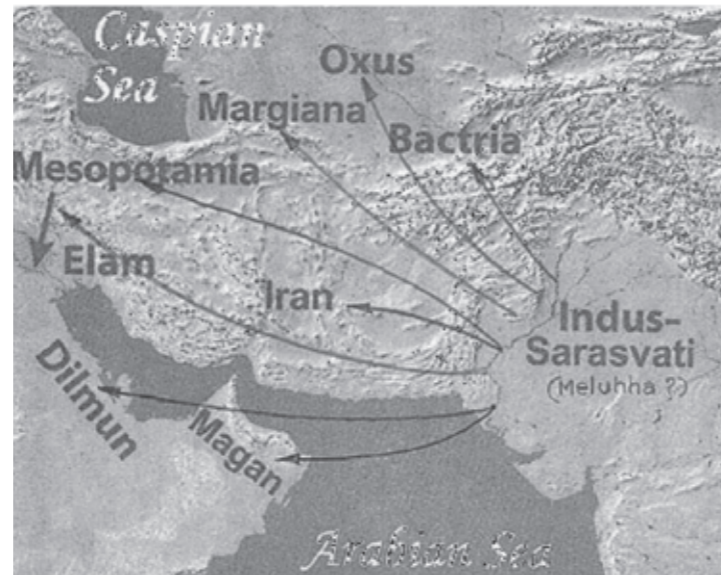 Caspian
Sea
Oxus
Margiana
Bactria
Mesopotamia
Elam
Iran
Indus-
Sarasvati
(Meluhha ?)
Dilmun
Magan
Arabian Sea